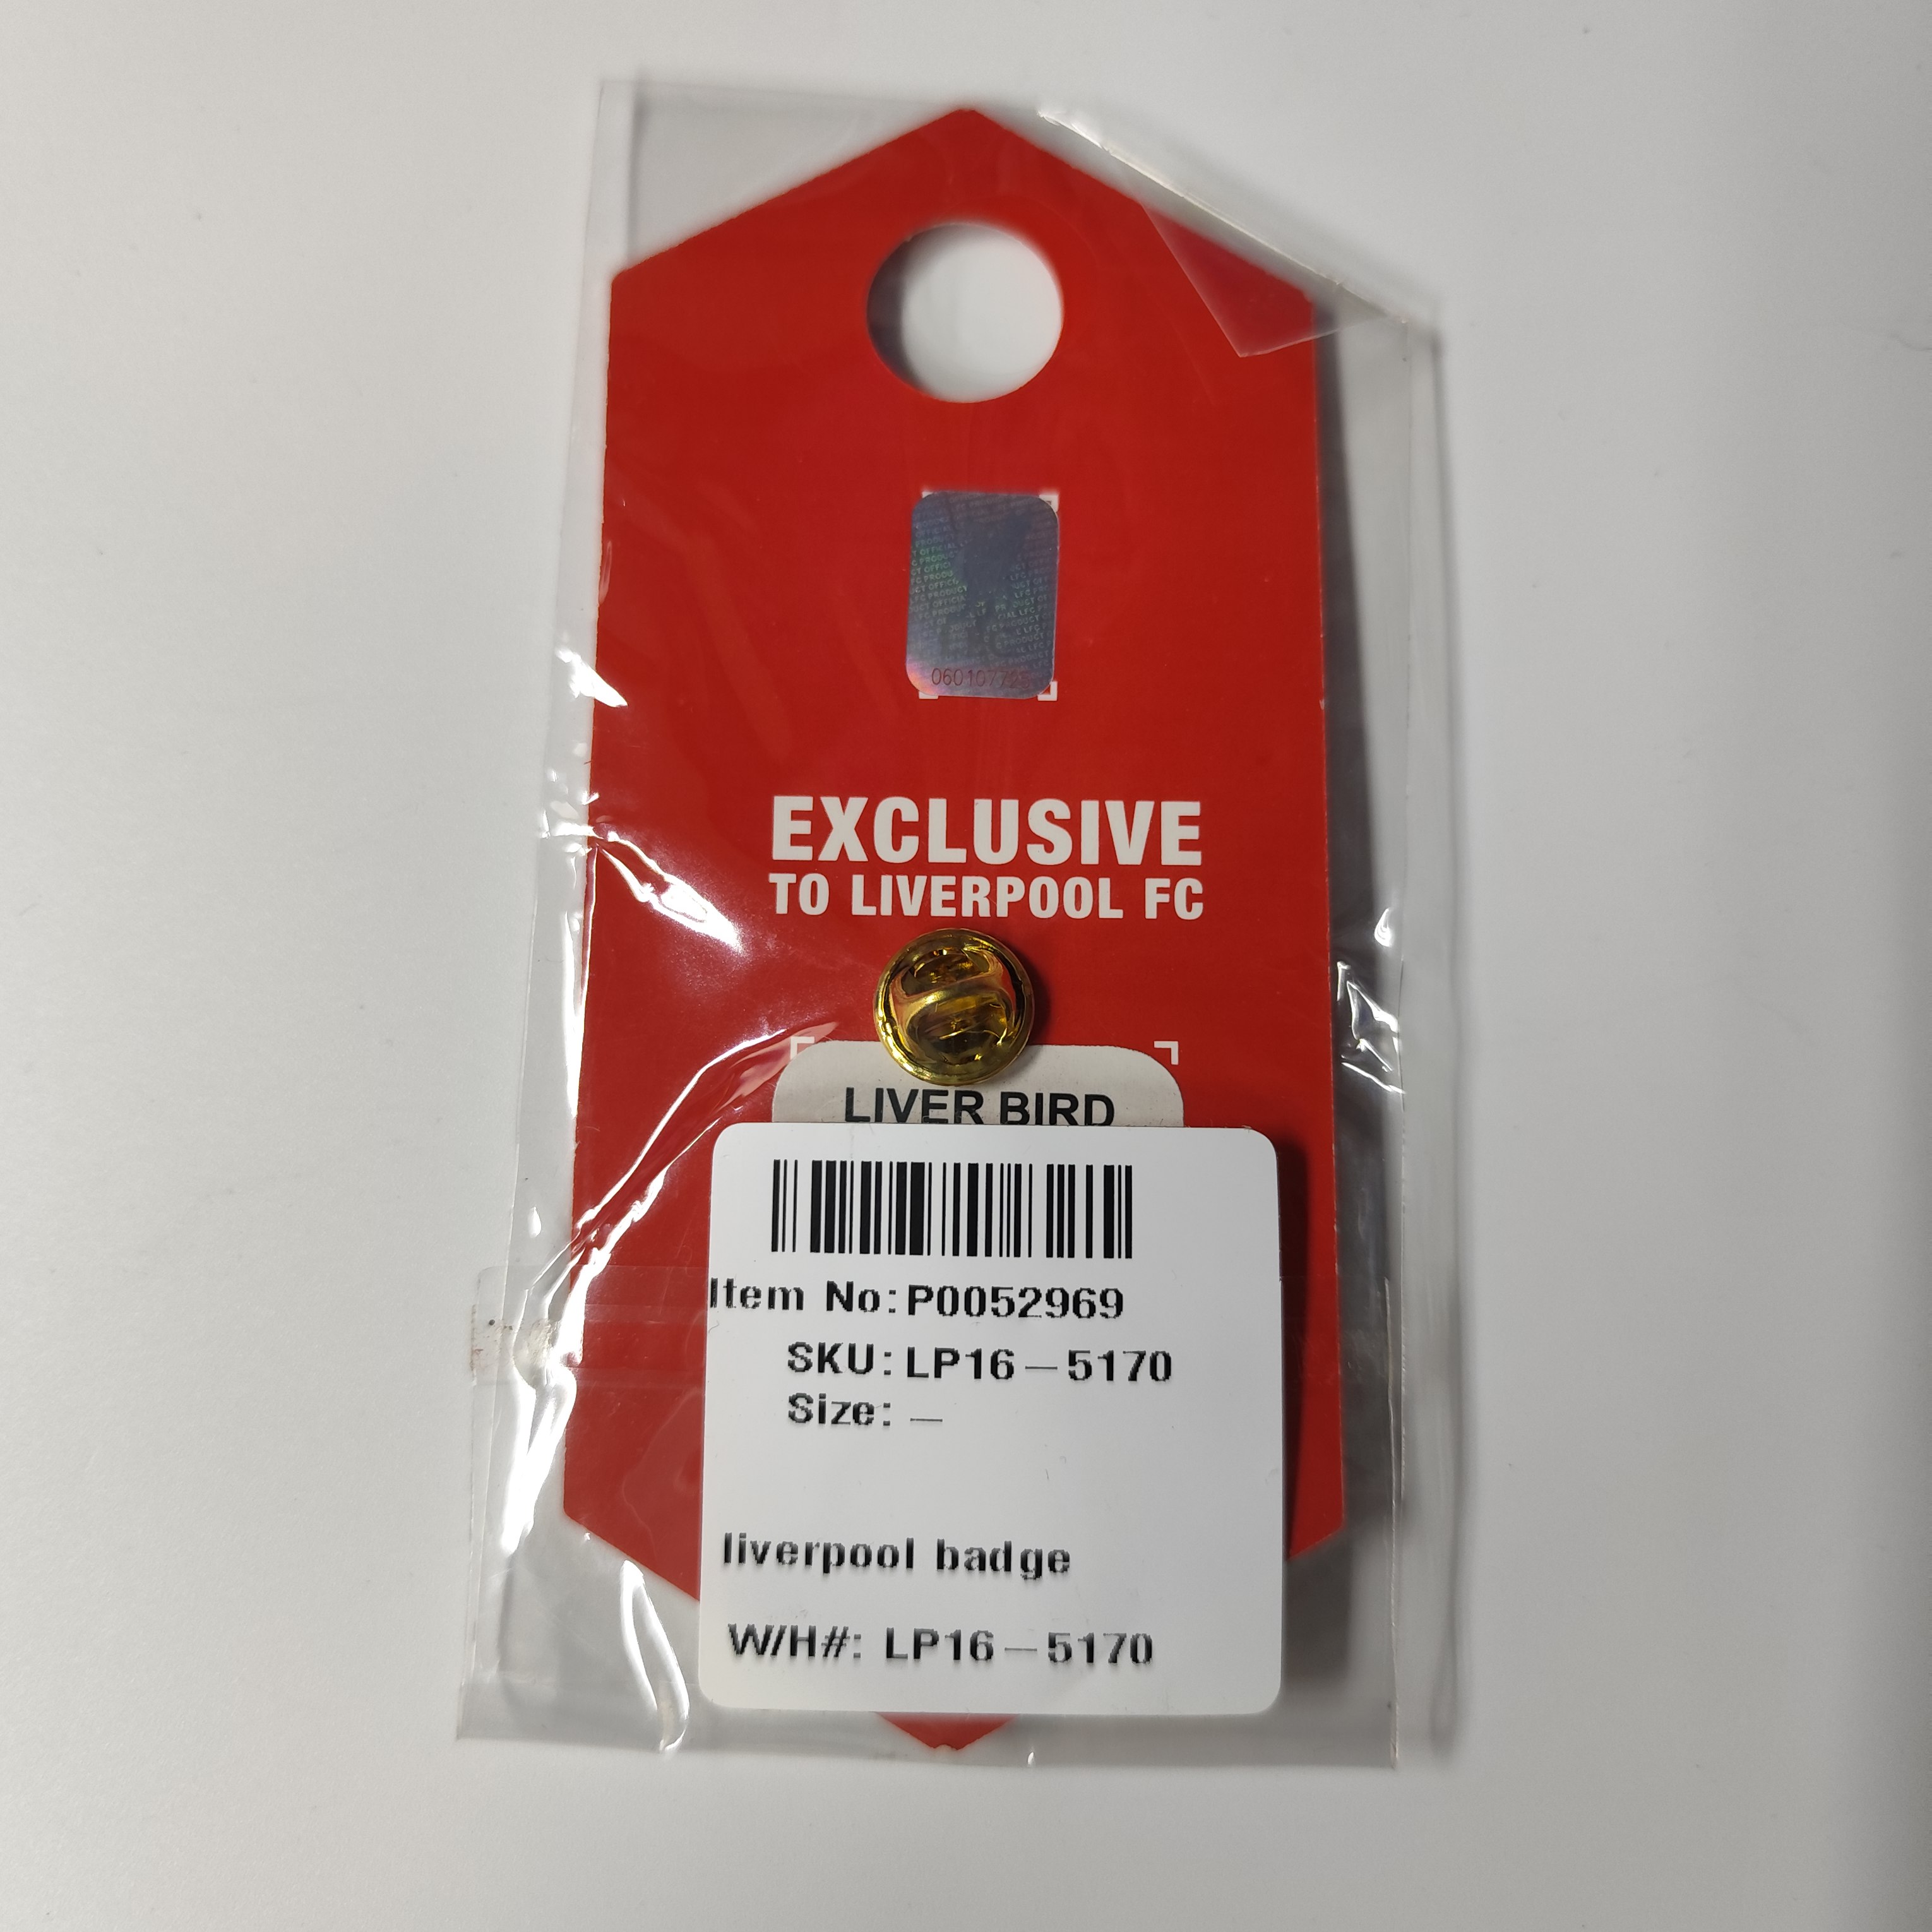 EXCLUSIVE
TO LIVERPOOL FC
LIVER BIRD
Item No: P0052969
SKU: LP16-5170
Size: -
liverpool badge
W/H#: LP16-5170